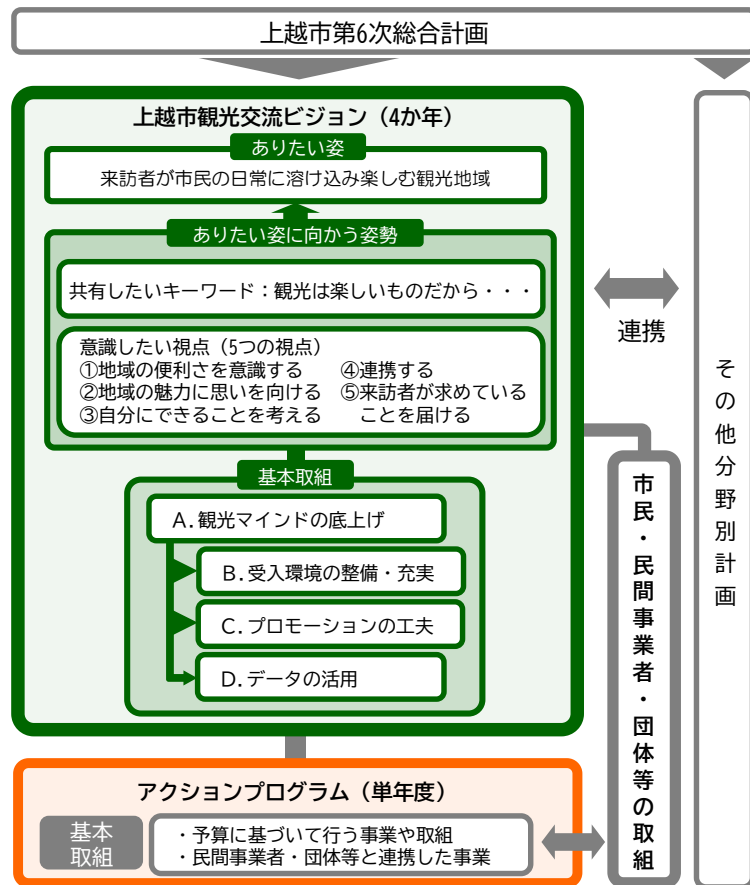 上越市第6次総合計画
上越市観光交流ビジョン（4か年）
ありたい姿
来訪者が市民の日常に溶け込み楽しむ観光地域
ありたい姿に向かう姿勢
共有したいキーワード：観光は楽しいものだから・・・
意識したい視点（5つの視点）
①地域の便利さを意識する
②地域の魅力に思いを向ける
③自分にできることを考える
④連携する
⑤来訪者が求めている
ことを届ける
基本取組
A.観光マインドの底上げ
B.受入環境の整備・充実
C.プロモーションの工夫
D.データの活用
アクションプログラム（単年度）
基本
取組
・予算に基づいて行う事業や取組
・民間事業者・団体等と連携した事業
連携
市民・民間事業者・団体等の取組
その他分野別計画